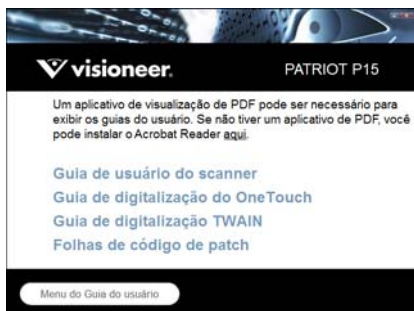 visioneer®
PATRIOT P15
Um aplicativo de visualização de PDF pode ser necessário para
exibir os guias do usuário. Se não tiver um aplicativo de PDF, você
pode instalar o Acrobat Reader aqui.
Guia de usuário do scanner
Guia de digitalização do OneTouch
Guia de digitalização TWAIN
Folhas de código de patch
Menu do Guia do usuário